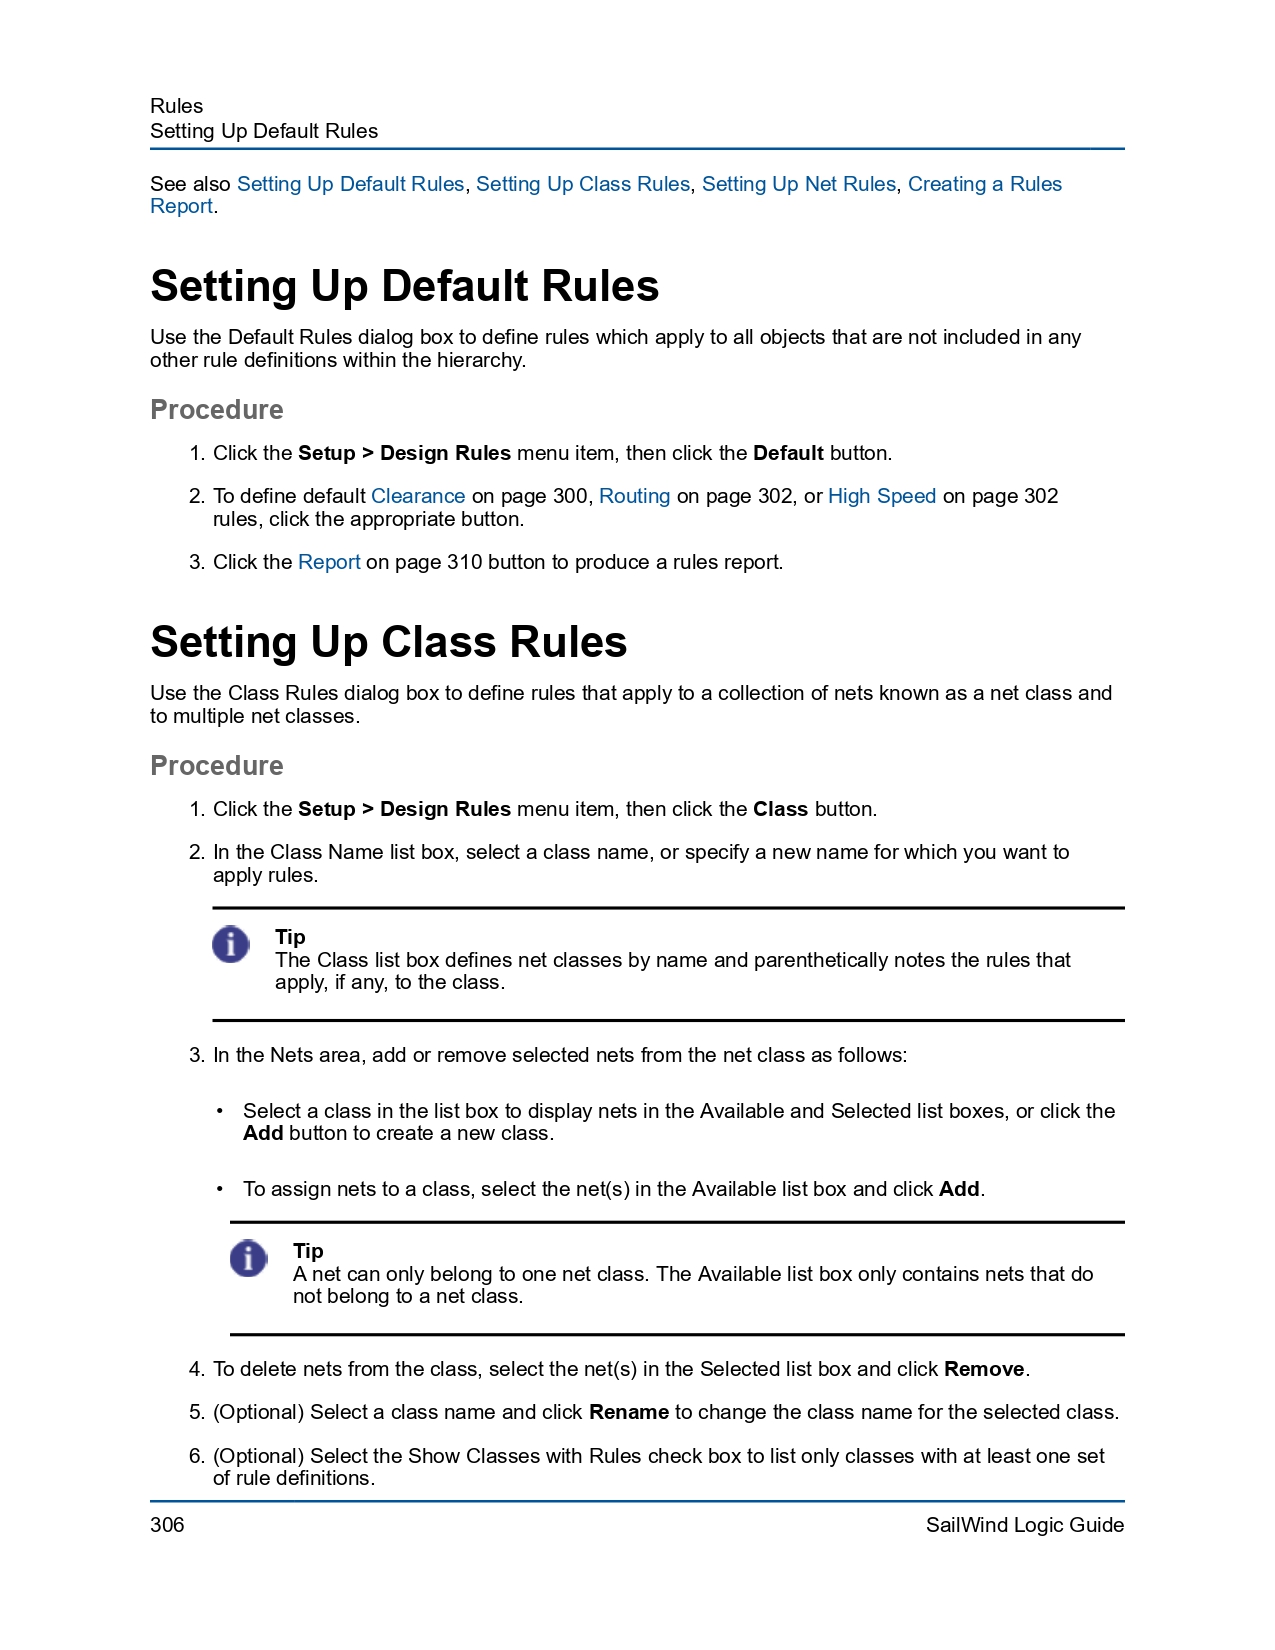 Rules
Setting Up Default Rules
See also Setting Up Default Rules, Setting Up Class Rules, Setting Up Net Rules, Creating a Rules
Report.
Setting Up Default Rules
Use the Default Rules dialog box to define rules which apply to all objects that are not included in any
other rule definitions within the hierarchy.
Procedure
1. Click the Setup > Design Rules menu item, then click the Default button.
2. To define default Clearance on page 300, Routing on page 302, or High Speed on page 302
rules, click the appropriate button.
3. Click the Report on page 310 button to produce a rules report.
Setting Up Class Rules
Use the Class Rules dialog box to define rules that apply to a collection of nets known as a net class and
to multiple net classes.
Procedure
1. Click the Setup > Design Rules menu item, then click the Class button.
2. In the Class Name list box, select a class name, or specify a new name for which you want to
apply rules.
Tip
The Class list box defines net classes by name and parenthetically notes the rules that
apply, if any, to the class.
3. In the Nets area, add or remove selected nets from the net class as follows:
• Select a class in the list box to display nets in the Available and Selected list boxes, or click the
Add button to create a new class.
• To assign nets to a class, select the net(s) in the Available list box and click Add.
Tip
A net can only belong to one net class. The Available list box only contains nets that do
not belong to a net class.
4. To delete nets from the class, select the net(s) in the Selected list box and click Remove.
5. (Optional) Select a class name and click Rename to change the class name for the selected class.
6. (Optional) Select the Show Classes with Rules check box to list only classes with at least one set
of rule definitions.
306
SailWind Logic Guide